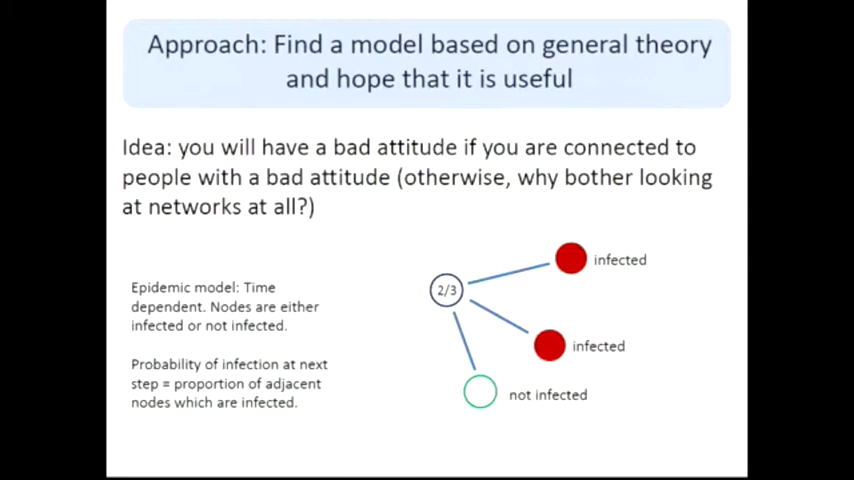 Approach: Find a model based on general theory
and hope that it is useful
Idea: you will have a bad attitude if you are connected to
people with a bad attitude (otherwise, why bother looking
at networks at all?)
Epidemic model: Time
dependent. Nodes are either
infected or not infected.
Probability of infection at next
step = proportion of adjacent
nodes which are infected.
2/3
infected
infected
not infected